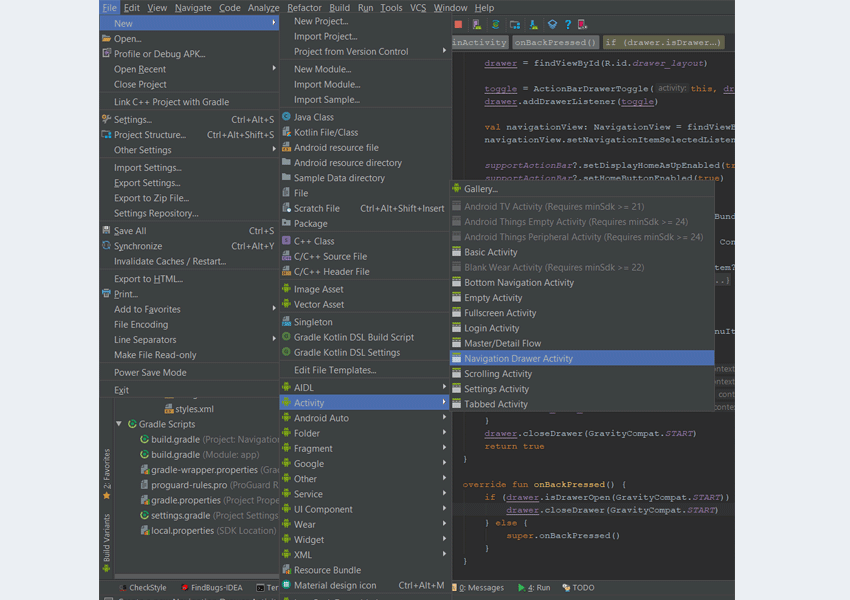 File Edit View Navigate Code Analyze Refactor Build Run Tools VCS Window Help
New
Open...
Profile or Debug APK...
Open Recent
Close Project
Link C++ Project with Gradle
Settings... Ctrl+Alt+S
Project Structure... Ctrl+Alt+Shift+S
Other Settings
Import Settings...
Export Settings...
Export to Zip File...
Settings Repository...
Save All Ctrl+S
Synchronize Ctrl+Alt+Y
Invalidate Caches / Restart...
Export to HTML...
Print...
Add to Favorites
File Encoding
Line Separators
Make File Read-only
Power Save Mode
Exit
styles.xml
Gradle Scripts
build.gradle (Project: Navigation
build.gradle (Module: app)
gradle-wrapper.properties (Gra
proguard-rules.pro (ProGuard R
gradle.properties (Project Prope
settings.gradle (Project Settings
local.properties (SDK Location)
2: Favorites
Build Variants
New Project...
Import Project...
Project from Version Control
New Module...
Import Module...
Import Sample...
Java Class
Kotlin File/Class
Android resource file
Android resource directory
Sample Data directory
File
Scratch File Ctrl+Alt+Shift+Insert
Package
C++ Class
C/C++ Source File
C/C++ Header File
Image Asset
Vector Asset
Singleton
Gradle Kotlin DSL Build Script
Gradle Kotlin DSL Settings
Edit File Templates...
AIDL
Activity
Android Auto
Folder
Fragment
Google
Other
Service
UI Component
Wear
Widget
XML
Resource Bundle
Material design icon Ctrl+Alt+M
Gallery...
Android TV Activity (Requires minSdk >= 21)
Android Things Empty Activity (Requires minSdk >= 24)
Android Things Peripheral Activity (Requires minSdk >= 24)
Basic Activity
Blank Wear Activity (Requires minSdk >= 22)
Bottom Navigation Activity
Empty Activity
Fullscreen Activity
Login Activity
Master/Detail Flow
Navigation Drawer Activity
Scrolling Activity
Settings Activity
Tabbed Activity
inActivity onBackPressed() if (drawer.isDrawer...)
drawer = findViewById(R.id.drawer_layout)
toggle = ActionBarDrawerToggle( activity: this, dr
drawer.addDrawerListener(toggle)
val navigationView: NavigationView = findViewB
navigationView.setNavigationItemSelectedListen
supportActionBar?.setDisplayHomeAsUpEnabled(tr
supportActionBar?.setHomeButtonEnabled(true)
Bund
Con
tem?
..}
nuIt
ontext
cont
ontext
}
drawer.closeDrawer(GravityCompat.START)
return true
}
override fun onBackPressed() {
if (drawer.isDrawerOpen(GravityCompat.START))
drawer.closeDrawer(GravityCompat.START)
} else {
super.onBackPressed()
}
}
CheckStyle FindBugs-IDEA Ter 0: Messages 4: Run TODO